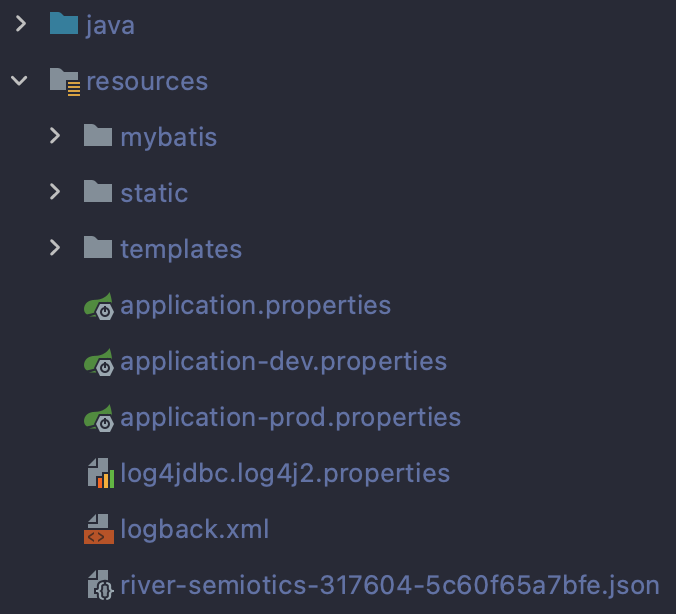 java
resources
mybatis
static
templates
application.properties
application-dev.properties
application-prod.properties
log4jdbc.log4j2.properties
logback.xml
river-semiotics-317604-5c60f65a7bfe.json